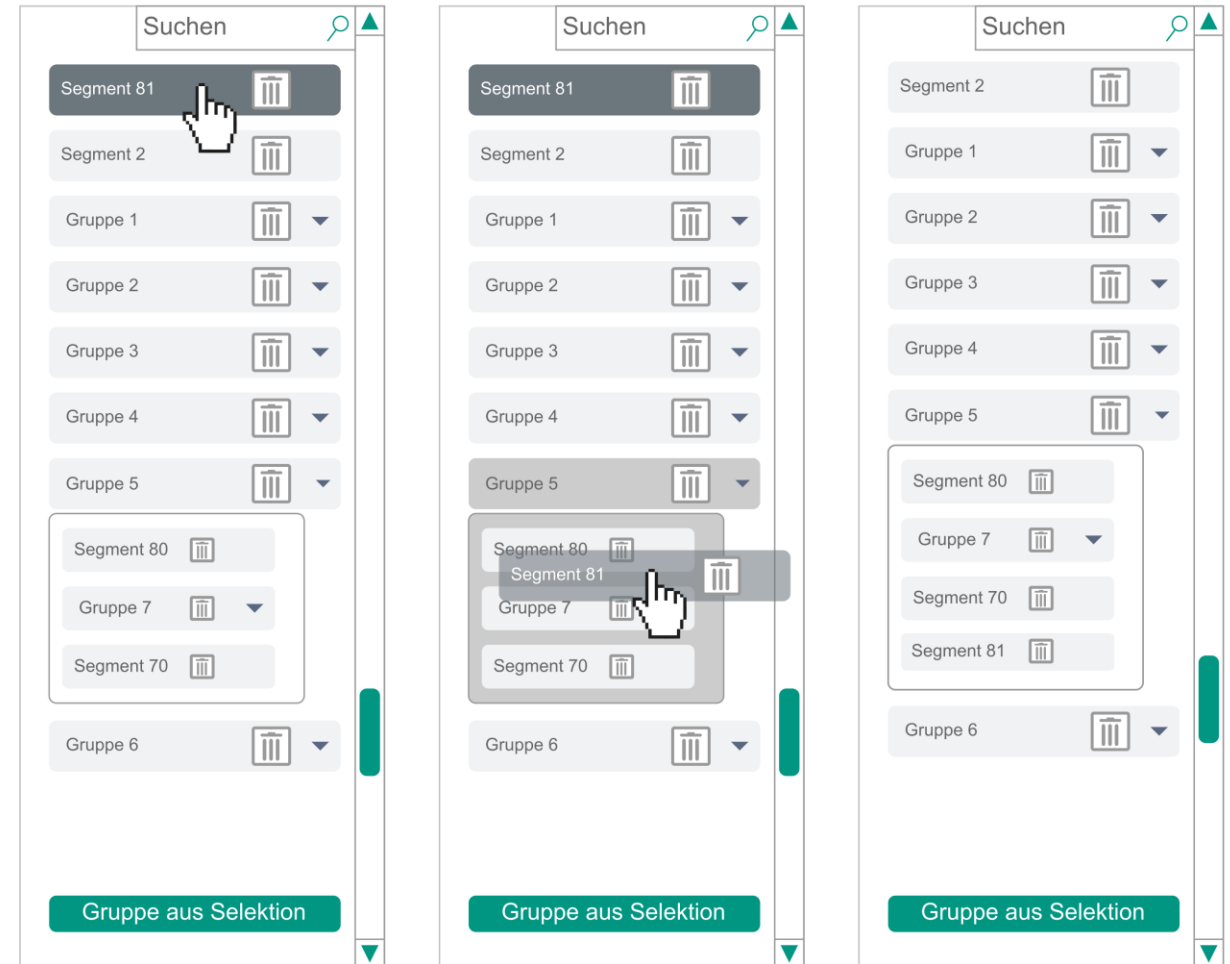 Suchen
Segment 81
Segment 2
Gruppe 1
Gruppe 2
Gruppe 3
Gruppe 4
Gruppe 5
Segment 80
Gruppe 7
Segment 70
Gruppe 6
Gruppe aus Selektion
Suchen
Segment 81
Segment 2
Gruppe 1
Gruppe 2
Gruppe 3
Gruppe 4
Gruppe 5
Segment 80
Segment 81
Gruppe 7
Segment 70
Gruppe 6
Gruppe aus Selektion
Suchen
Segment 2
Gruppe 1
Gruppe 2
Gruppe 3
Gruppe 4
Gruppe 5
Segment 80
Gruppe 7
Segment 70
Segment 81
Gruppe 6
Gruppe aus Selektion